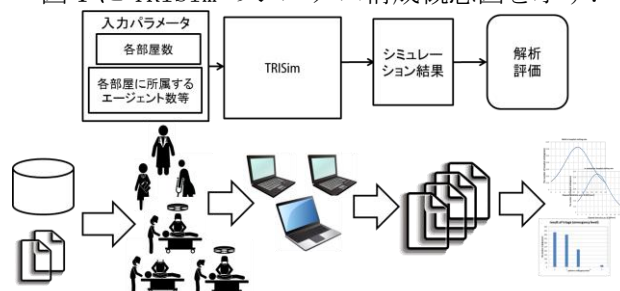 図 1 に TRISim のシステム構成概念図を示す.
入力パラメータ
各部屋数
各部屋に所属する
エージェント数等
TRISim
シミュレー
ション結果
解析
評価